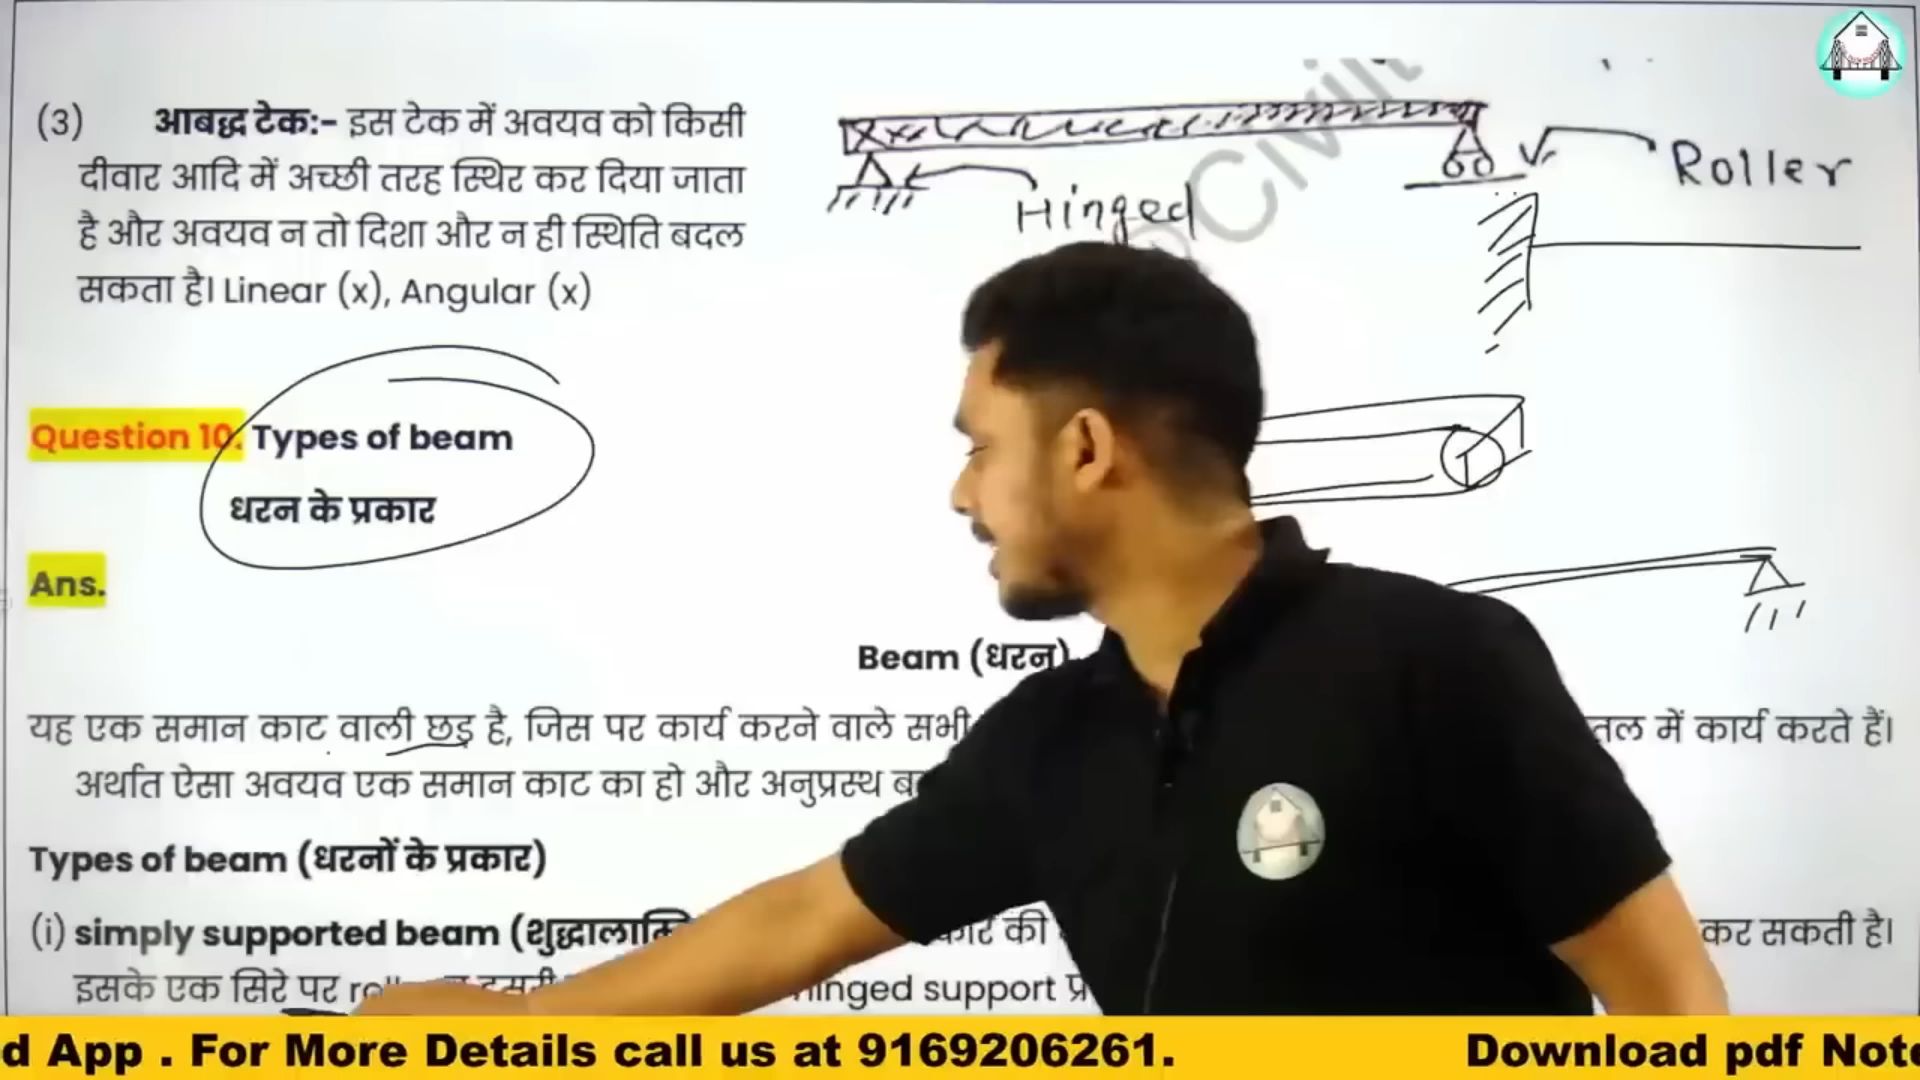 (3) आबद्ध टेक:- इस टेक में अवयव को किसी
दीवार आदि में अच्छी तरह स्थिर कर दिया जाता
है और अवयव न तो दिशा और न ही स्थिति बदल
सकता है। Linear (x), Angular (x)
Hinged
Roller
Question 10. Types of beam
धरन के प्रकार
Ans.
Beam (धरन)
यह एक समान काट वाली छड़ है, जिस पर कार्य करने वाले सभी तल में कार्य करते हैं।
अर्थात ऐसा अवयव एक समान काट का हो और अनुप्रस्थ
Types of beam (धरनों के प्रकार)
(i) simply supported beam ( की कर सकती है।
इसके एक सिरे पर hinged support
d App . For More Details call us at 9169206261. Download pdf